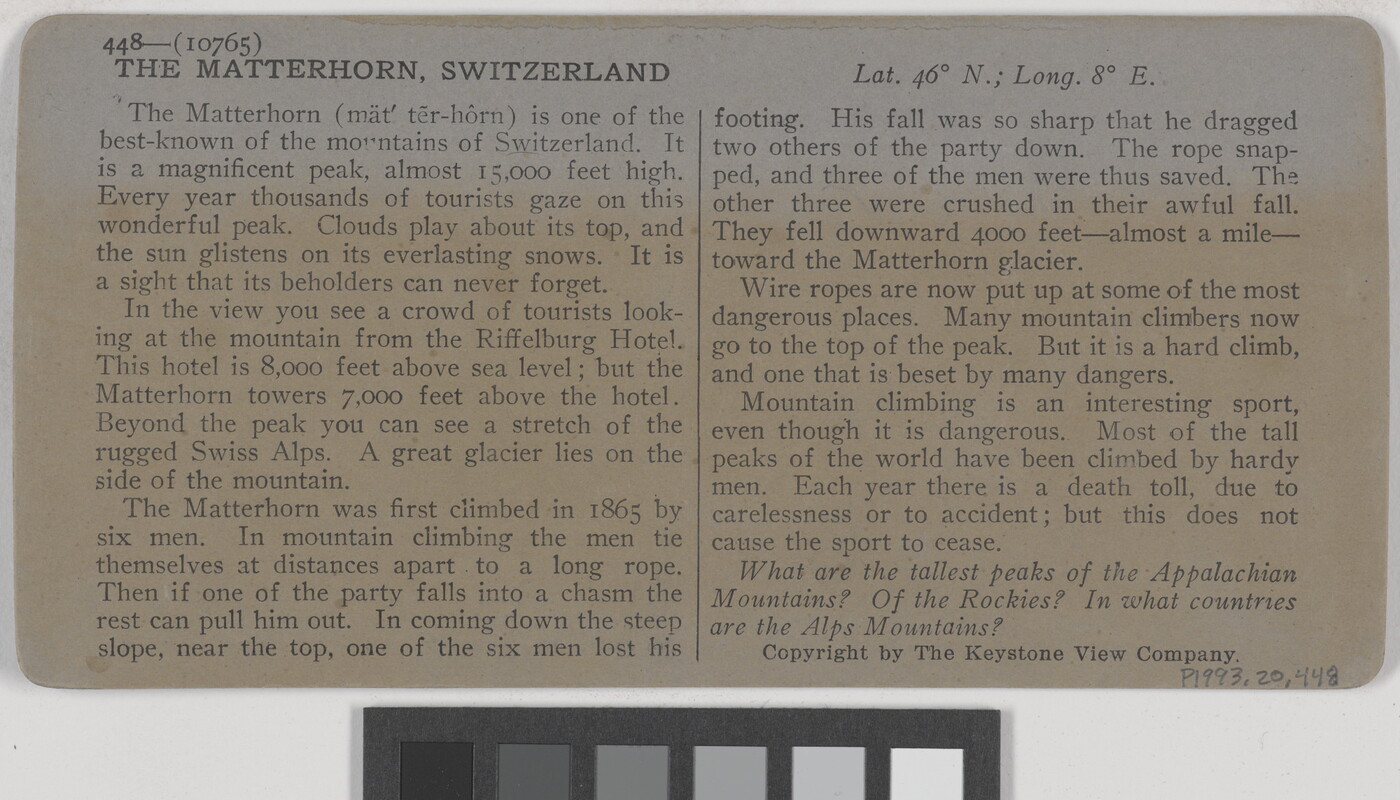 448—(10765)
THE MATTERHORN, SWITZERLAND
Lat. 46° N.; Long. 8° E.
The Matterhorn (mät′ tẽr-hôrn) is one of the
best-known of the mountains of Switzerland. It
is a magnificent peak, almost 15,000 feet high.
Every year thousands of tourists gaze on this
wonderful peak. Clouds play about its top, and
the sun glistens on its everlasting snows. It is
a sight that its beholders can never forget.
In the view you see a crowd of tourists look-
ing at the mountain from the Riffelburg Hotel.
This hotel is 8,000 feet above sea level; but the
Matterhorn towers 7,000 feet above the hotel.
Beyond the peak you can see a stretch of the
rugged Swiss Alps. A great glacier lies on the
side of the mountain.
The Matterhorn was first climbed in 1865 by
six men. In mountain climbing the men tie
themselves at distances apart to a long rope.
Then if one of the party falls into a chasm the
rest can pull him out. In coming down the steep
slope, near the top, one of the six men lost his
footing. His fall was so sharp that he dragged
two others of the party down. The rope snap-
ped, and three of the men were thus saved. The
other three were crushed in their awful fall.
They fell downward 4000 feet—almost a mile—
toward the Matterhorn glacier.
Wire ropes are now put up at some of the most
dangerous places. Many mountain climbers now
go to the top of the peak. But it is a hard climb,
and one that is beset by many dangers.
Mountain climbing is an interesting sport,
even though it is dangerous. Most of the tall
peaks of the world have been climbed by hardy
men. Each year there is a death toll, due to
carelessness or to accident; but this does not
cause the sport to cease.
What are the tallest peaks of the Appalachian
Mountains? Of the Rockies? In what countries
are the Alps Mountains?
Copyright by The Keystone View Company.
P1993.20.448